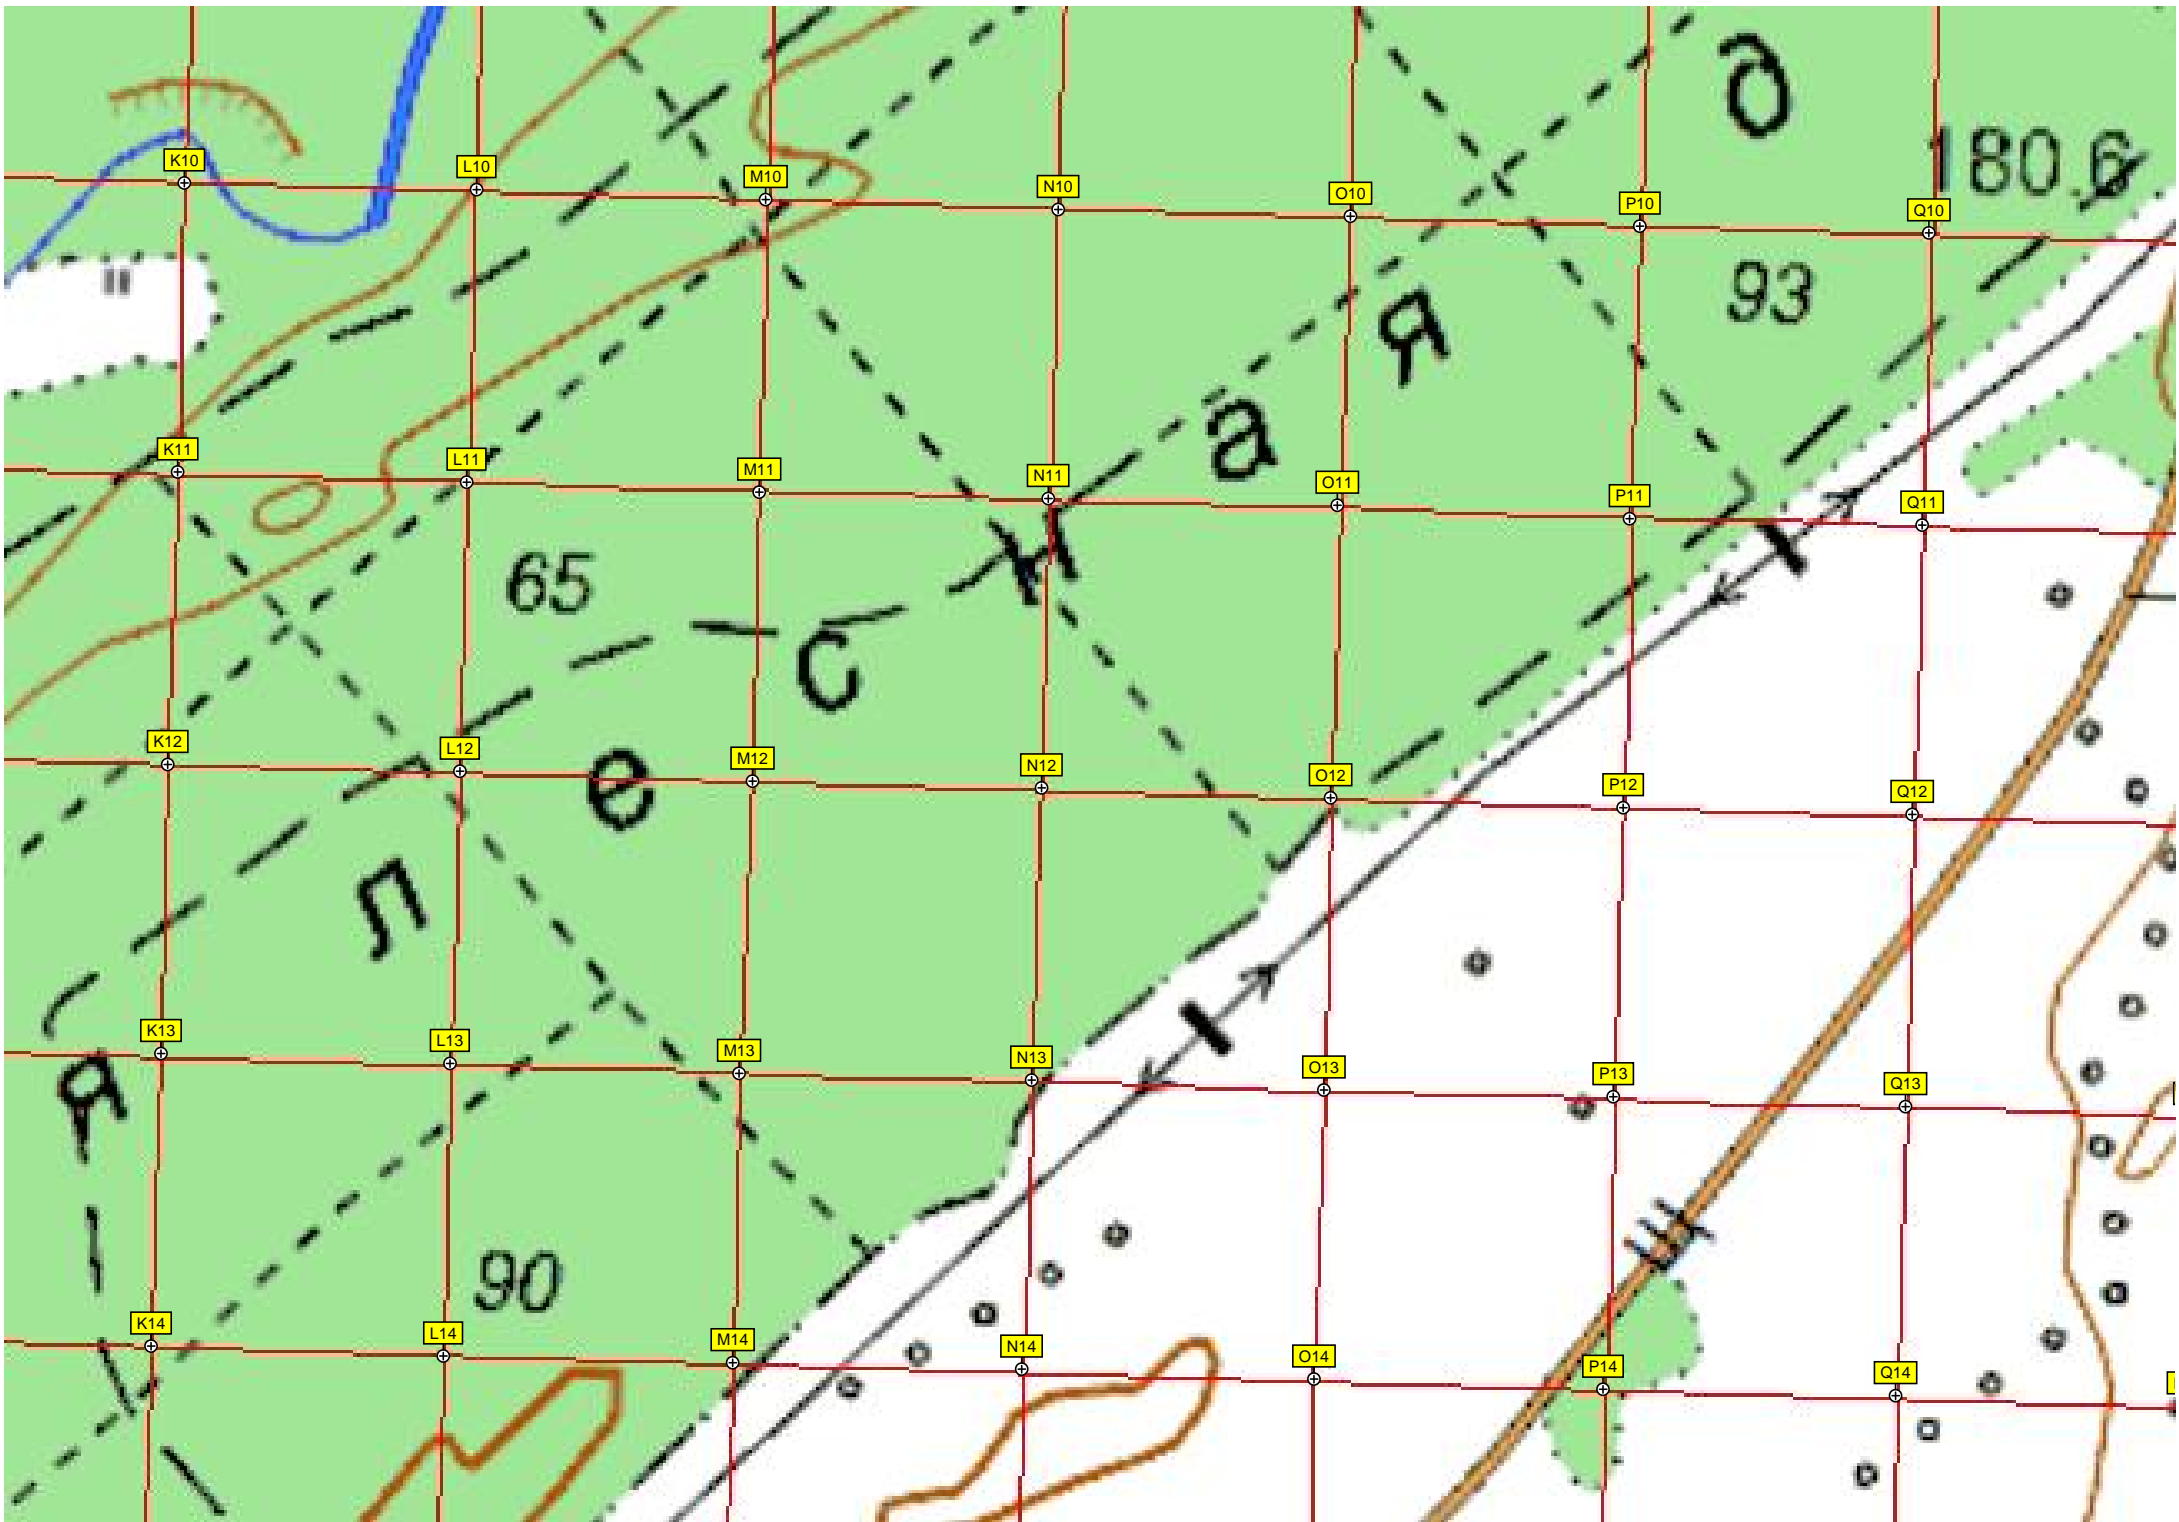 д
180.6
K10 L10 M10 N10 O10 P10 Q10
93
я
а
K11 L11 M11 N11 O11 P11 Q11
65
н
с
K12 L12 M12 N12 O12 P12 Q12
е
л
K13 L13 M13 N13 O13 P13 Q13
я
90
K14 L14 M14 N14 O14 P14 Q14